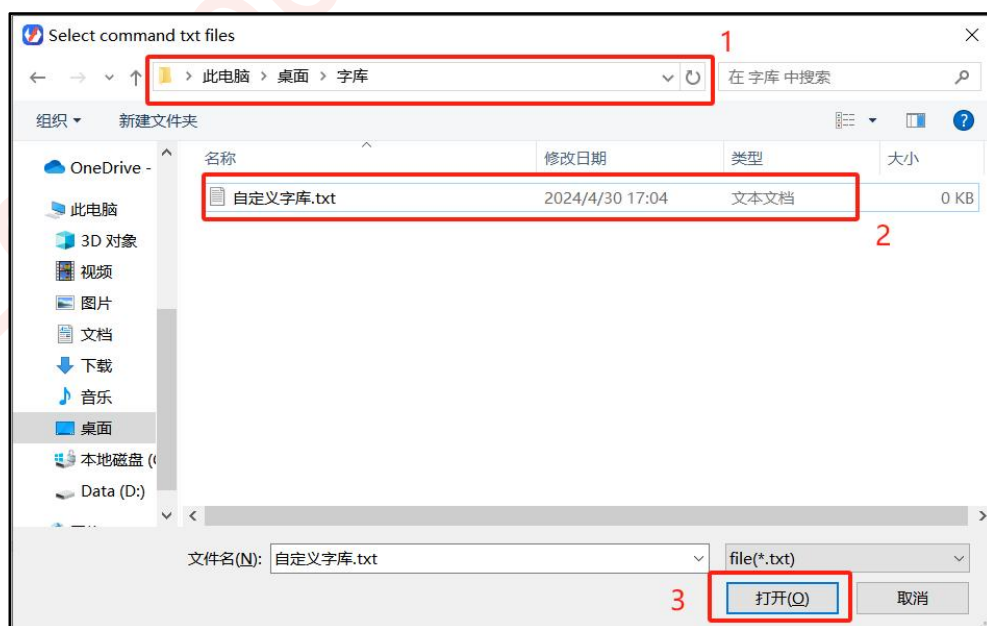 Select command txt files
1
此电脑 › 桌面 › 字库
在 字库 中搜索
组织 新建文件夹
名称 修改日期 类型 大小
自定义字库.txt 2024/4/30 17:04 文本文档 0 KB
2
OneDrive -
此电脑
3D 对象
视频
图片
文档
下载
音乐
桌面
本地磁盘 (
Data (D:)
文件名(N): 自定义字库.txt file(*.txt)
3 打开(O) 取消